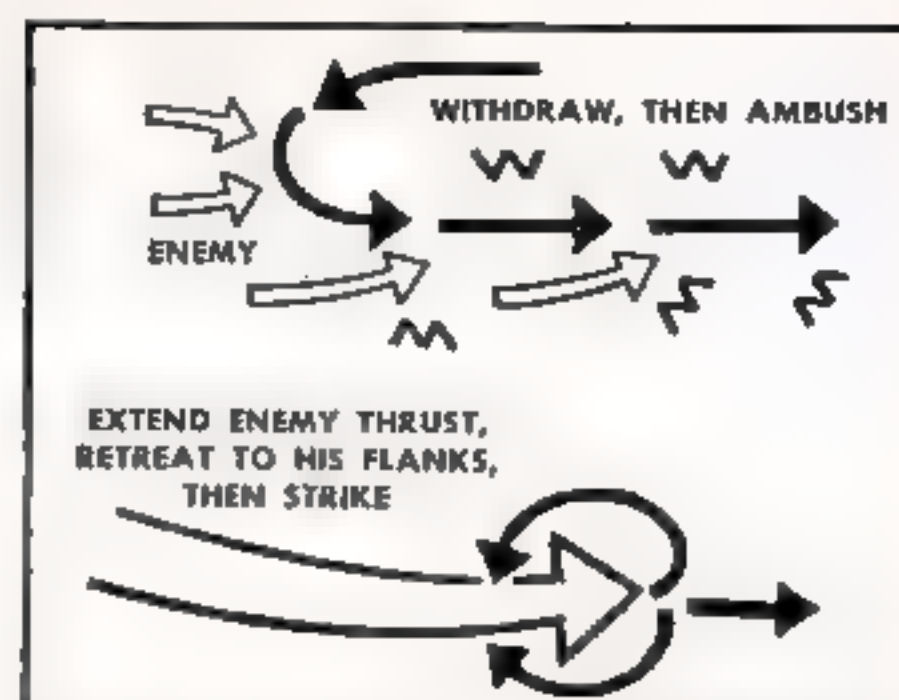 WITHDRAW, THEN AMBUSH
ENEMY
EXTEND ENEMY THRUST,
RETREAT TO HIS FLANKS,
THEN STRIKE